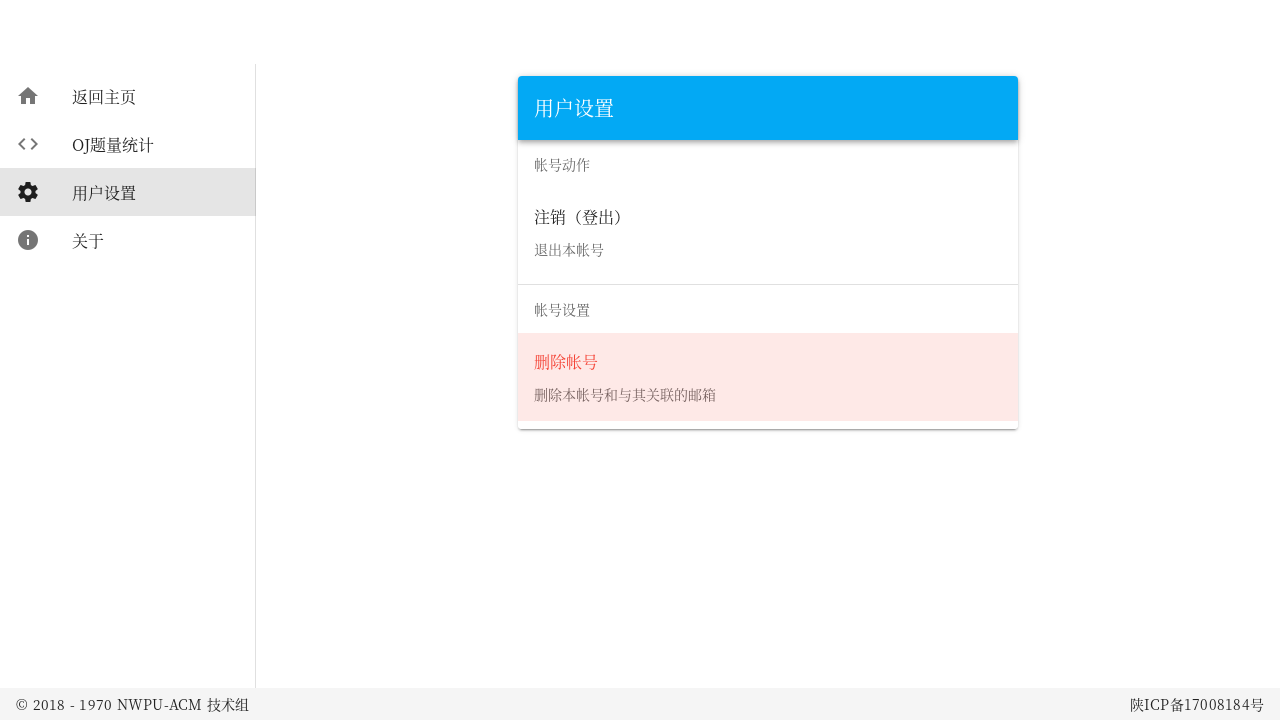 返回主页
OJ题量统计
用户设置
关于
用户设置
帐号动作
注销（登出）
退出本帐号
帐号设置
删除帐号
删除本帐号和与其关联的邮箱
© 2018 - 1970 NWPU-ACM 技术组
陕ICP备17008184号